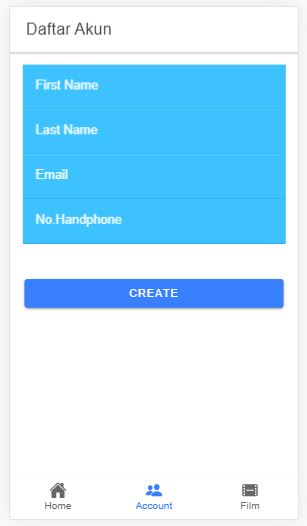 Daftar Akun
First Name
Last Name
Email
No.Handphone
CREATE
Home
Account
Film